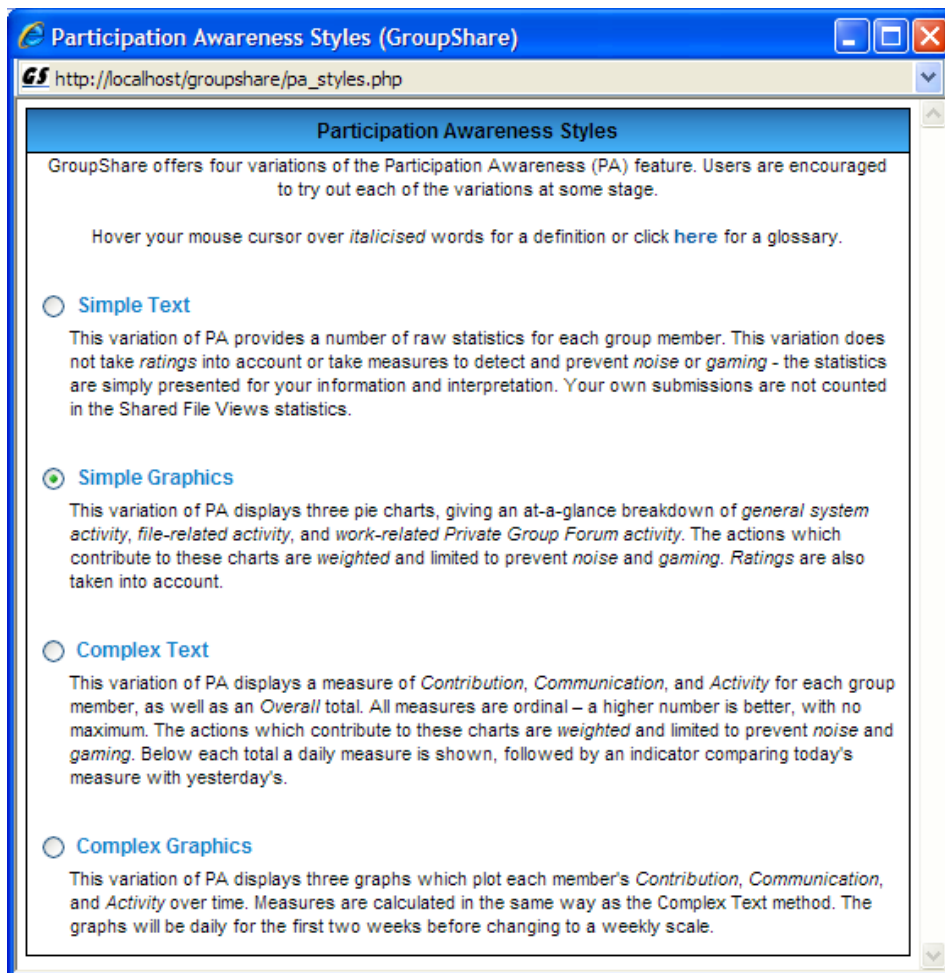 Participation Awareness Styles (GroupShare)
GS http://localhost/groupshare/pa_styles.php
Participation Awareness Styles
GroupShare offers four variations of the Participation Awareness (PA) feature. Users are encouraged
to try out each of the variations at some stage.
Hover your mouse cursor over italicised words for a definition or click here for a glossary.
Simple Text
This variation of PA provides a number of raw statistics for each group member. This variation does
not take ratings into account or take measures to detect and prevent noise or gaming - the statistics
are simply presented for your information and interpretation. Your own submissions are not counted
in the Shared File Views statistics.
Simple Graphics
This variation of PA displays three pie charts, giving an at-a-glance breakdown of general system
activity, file-related activity, and work-related Private Group Forum activity. The actions which
contribute to these charts are weighted and limited to prevent noise and gaming. Ratings are also
taken into account.
Complex Text
This variation of PA displays a measure of Contribution, Communication, and Activity for each group
member, as well as an Overall total. All measures are ordinal – a higher number is better, with no
maximum. The actions which contribute to these charts are weighted and limited to prevent noise and
gaming. Below each total a daily measure is shown, followed by an indicator comparing today's
measure with yesterday's.
Complex Graphics
This variation of PA displays three graphs which plot each member's Contribution, Communication,
and Activity over time. Measures are calculated in the same way as the Complex Text method. The
graphs will be daily for the first two weeks before changing to a weekly scale.